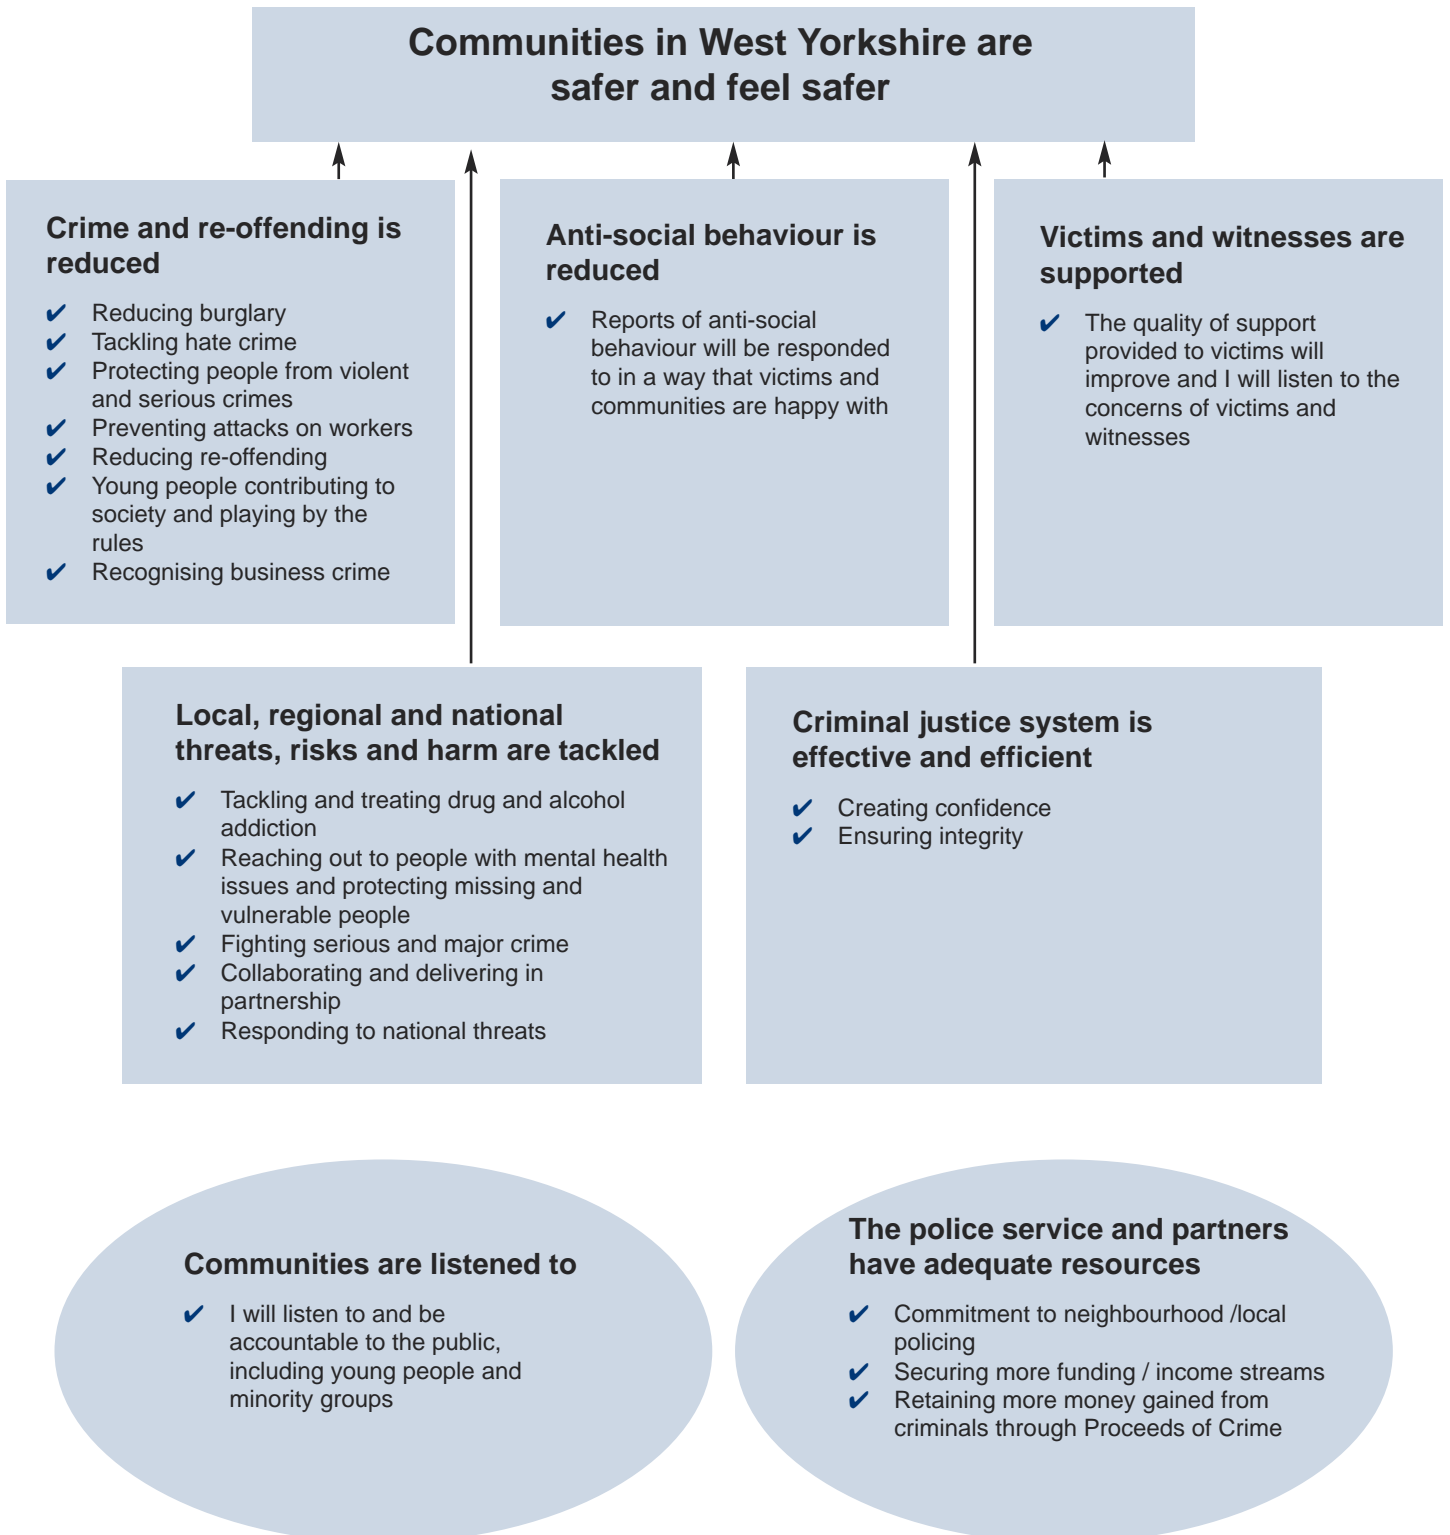 Communities in West Yorkshire are
safer and feel safer
Crime and re-offending is
reduced
✔ Reducing burglary
✔ Tackling hate crime
✔ Protecting people from violent
and serious crimes
✔ Preventing attacks on workers
✔ Reducing re-offending
✔ Young people contributing to
society and playing by the
rules
✔ Recognising business crime
Anti-social behaviour is
reduced
✔ Reports of anti-social
behaviour will be responded
to in a way that victims and
communities are happy with
Victims and witnesses are
supported
✔ The quality of support
provided to victims will
improve and I will listen to the
concerns of victims and
witnesses
Local, regional and national
threats, risks and harm are tackled
✔ Tackling and treating drug and alcohol
addiction
✔ Reaching out to people with mental health
issues and protecting missing and
vulnerable people
✔ Fighting serious and major crime
✔ Collaborating and delivering in
partnership
✔ Responding to national threats
Criminal justice system is
effective and efficient
✔ Creating confidence
✔ Ensuring integrity
Communities are listened to
✔ I will listen to and be
accountable to the public,
including young people and
minority groups
The police service and partners
have adequate resources
✔ Commitment to neighbourhood /local
policing
✔ Securing more funding / income streams
✔ Retaining more money gained from
criminals through Proceeds of Crime